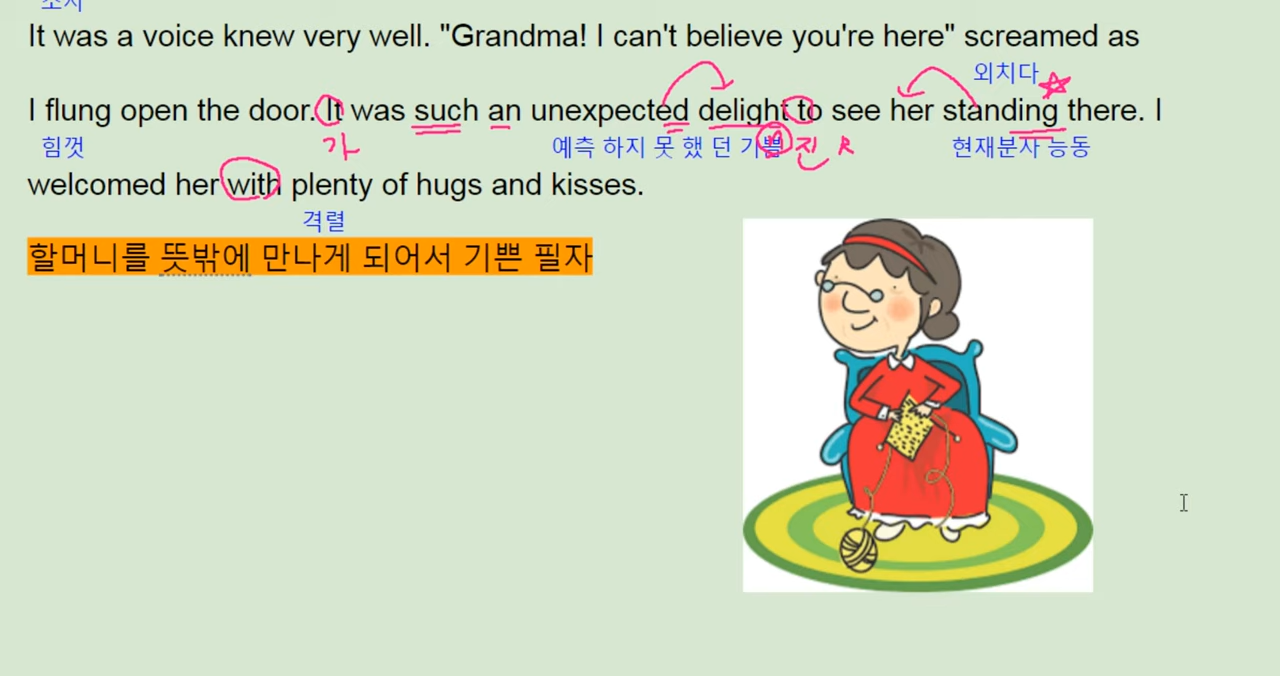 It was a voice knew very well. "Grandma! I can't believe you're here" screamed as
외치다
I flung open the door. It was such an unexpected delight to see her standing there. I
힘껏 가 예측 하지 못 했 던 기쁨 진 현재분사 능동
welcomed her with plenty of hugs and kisses.
격렬
할머니를 뜻밖에 만나게 되어서 기쁜 필자